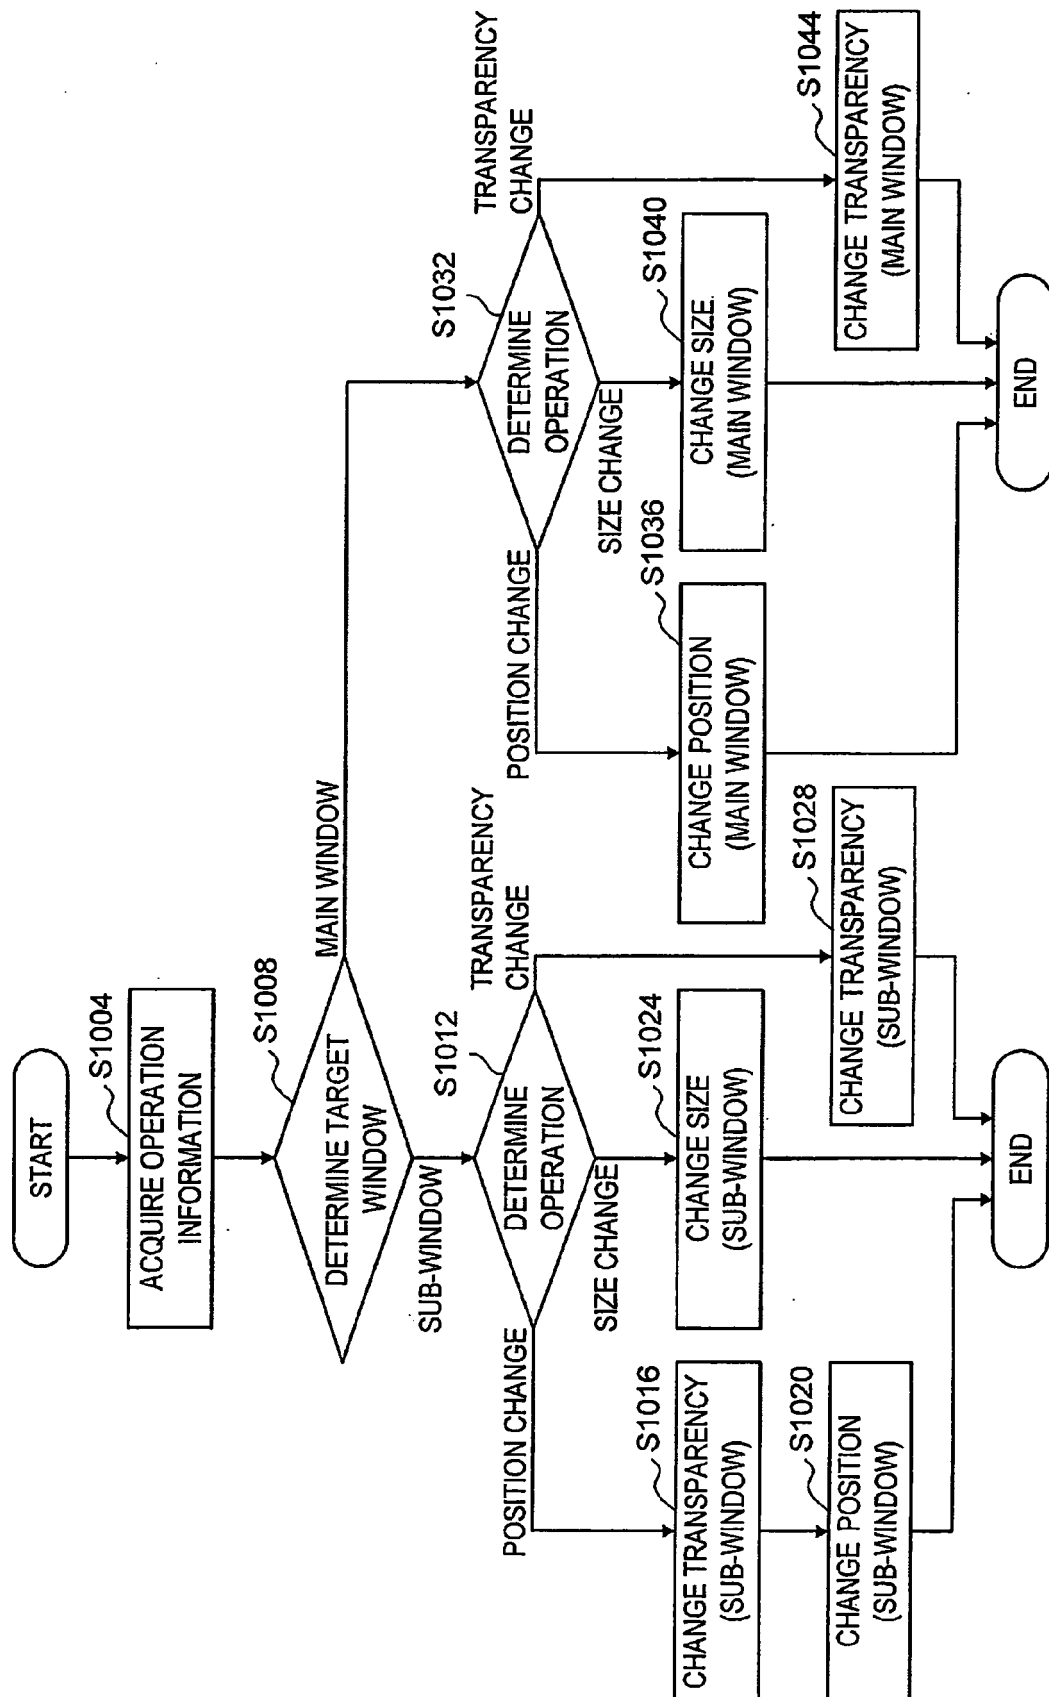 START
S1004
ACQUIRE OPERATION
INFORMATION
S1008
DETERMINE TARGET
WINDOW
MAIN WINDOW
SUB-WINDOW
S1012
DETERMINE
OPERATION
POSITION CHANGE
SIZE CHANGE
TRANSPARENCY
CHANGE
S1016
CHANGE TRANSPARENCY
(SUB-WINDOW)
S1020
CHANGE POSITION
(SUB-WINDOW)
S1024
CHANGE SIZE
(SUB-WINDOW)
S1028
CHANGE TRANSPARENCY
(SUB-WINDOW)
END
S1032
DETERMINE
OPERATION
POSITION CHANGE
SIZE CHANGE
TRANSPARENCY
CHANGE
S1036
CHANGE POSITION
(MAIN WINDOW)
S1040
CHANGE SIZE
(MAIN WINDOW)
S1044
CHANGE TRANSPARENCY
(MAIN WINDOW)
END